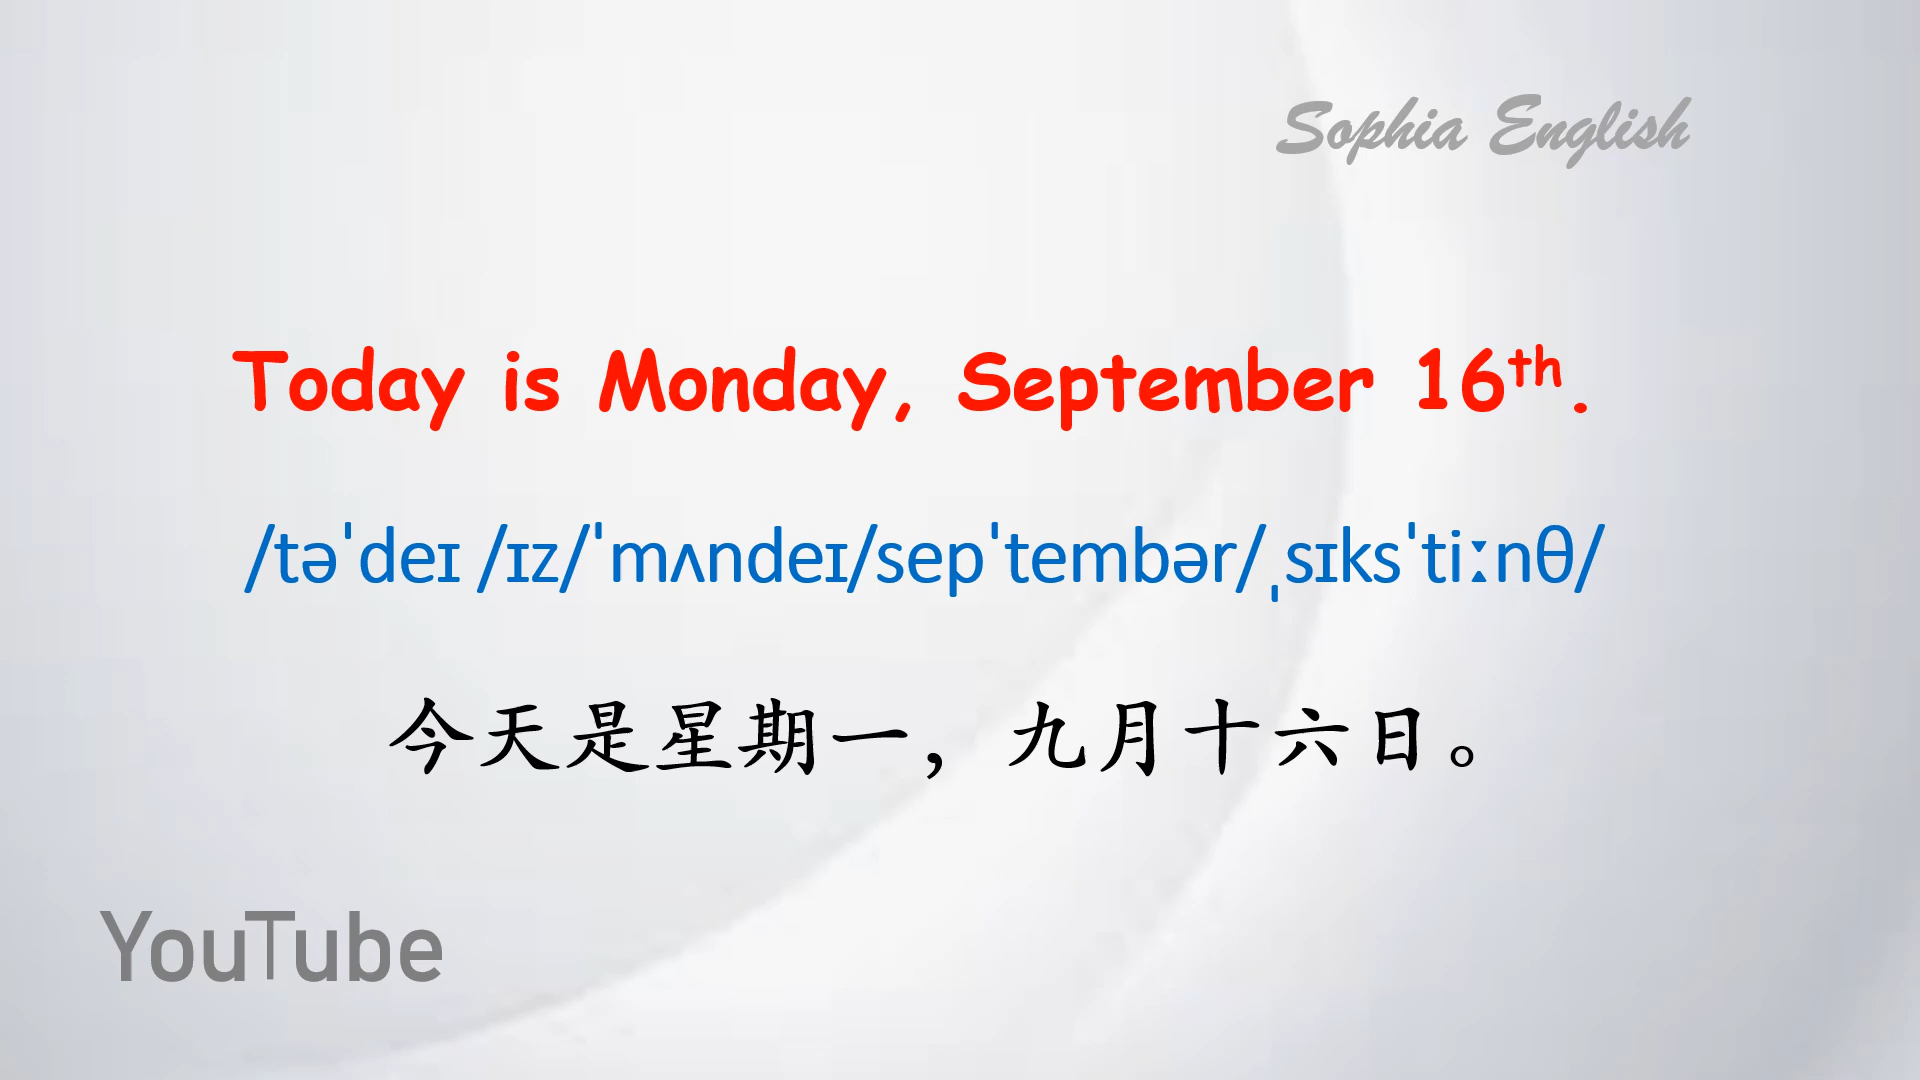 Sophia English
Today is Monday, September 16th.
/təˈdeɪ /ɪz/ˈmʌndeɪ/sepˈtembər/ˌsɪksˈtiːnθ/
今天是星期一，九月十六日。
YouTube